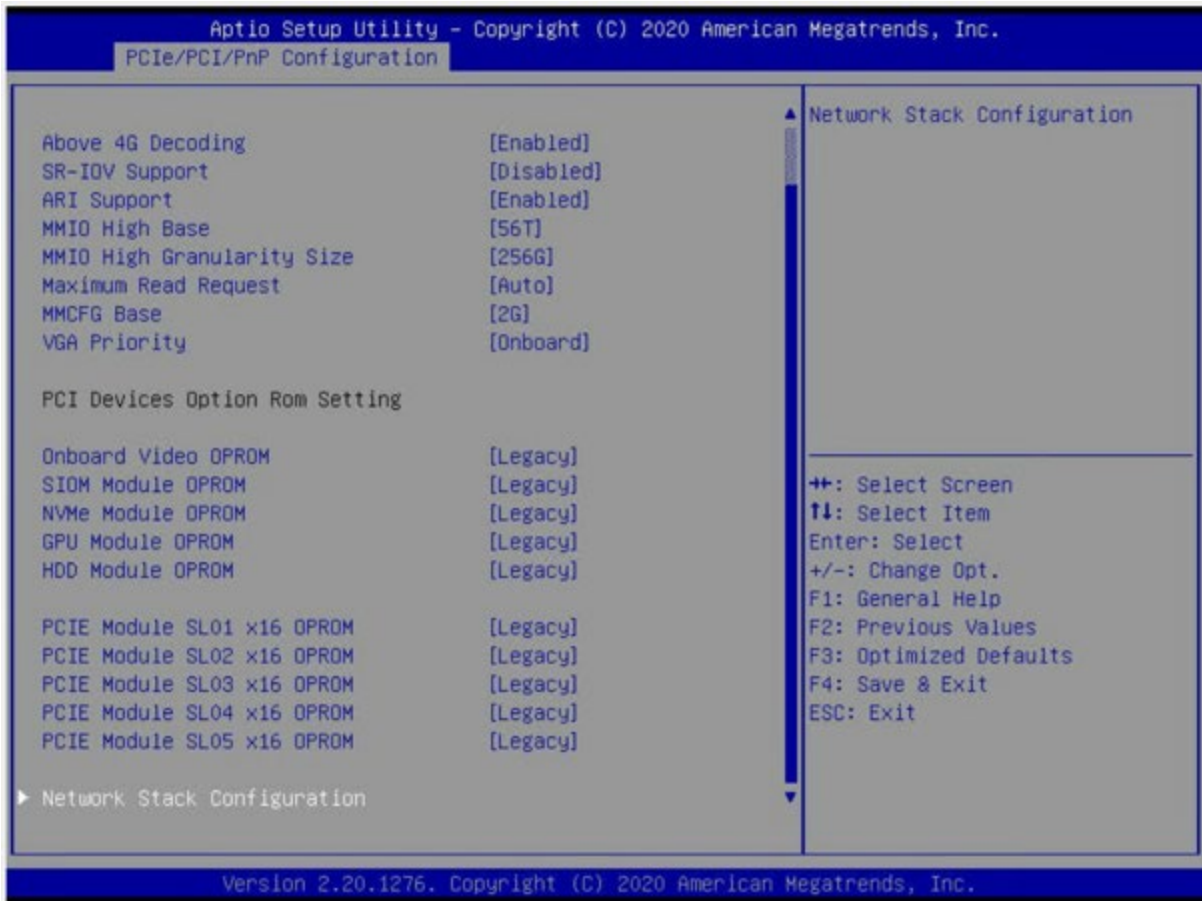 Aptio Setup Utility - Copyright (C) 2020 American Megatrends, Inc.
PCIe/PCI/PnP Configuration
Above 4G Decoding [Enabled]
SR-IOV Support [Disabled]
ARI Support [Enabled]
MMIO High Base [56T]
MMIO High Granularity Size [256G]
Maximum Read Request [Auto]
MMCFG Base [2G]
VGA Priority [Onboard]
PCI Devices Option Rom Setting
Onboard Video OPROM [Legacy]
SIOM Module OPROM [Legacy]
NVMe Module OPROM [Legacy]
GPU Module OPROM [Legacy]
HDD Module OPROM [Legacy]
PCIE Module SL01 x16 OPROM [Legacy]
PCIE Module SL02 x16 OPROM [Legacy]
PCIE Module SL03 x16 OPROM [Legacy]
PCIE Module SL04 x16 OPROM [Legacy]
PCIE Module SL05 x16 OPROM [Legacy]
Network Stack Configuration
Network Stack Configuration
→←: Select Screen
↑↓: Select Item
Enter: Select
+/-: Change Opt.
F1: General Help
F2: Previous Values
F3: Optimized Defaults
F4: Save & Exit
ESC: Exit
Version 2.20.1276. Copyright (C) 2020 American Megatrends, Inc.